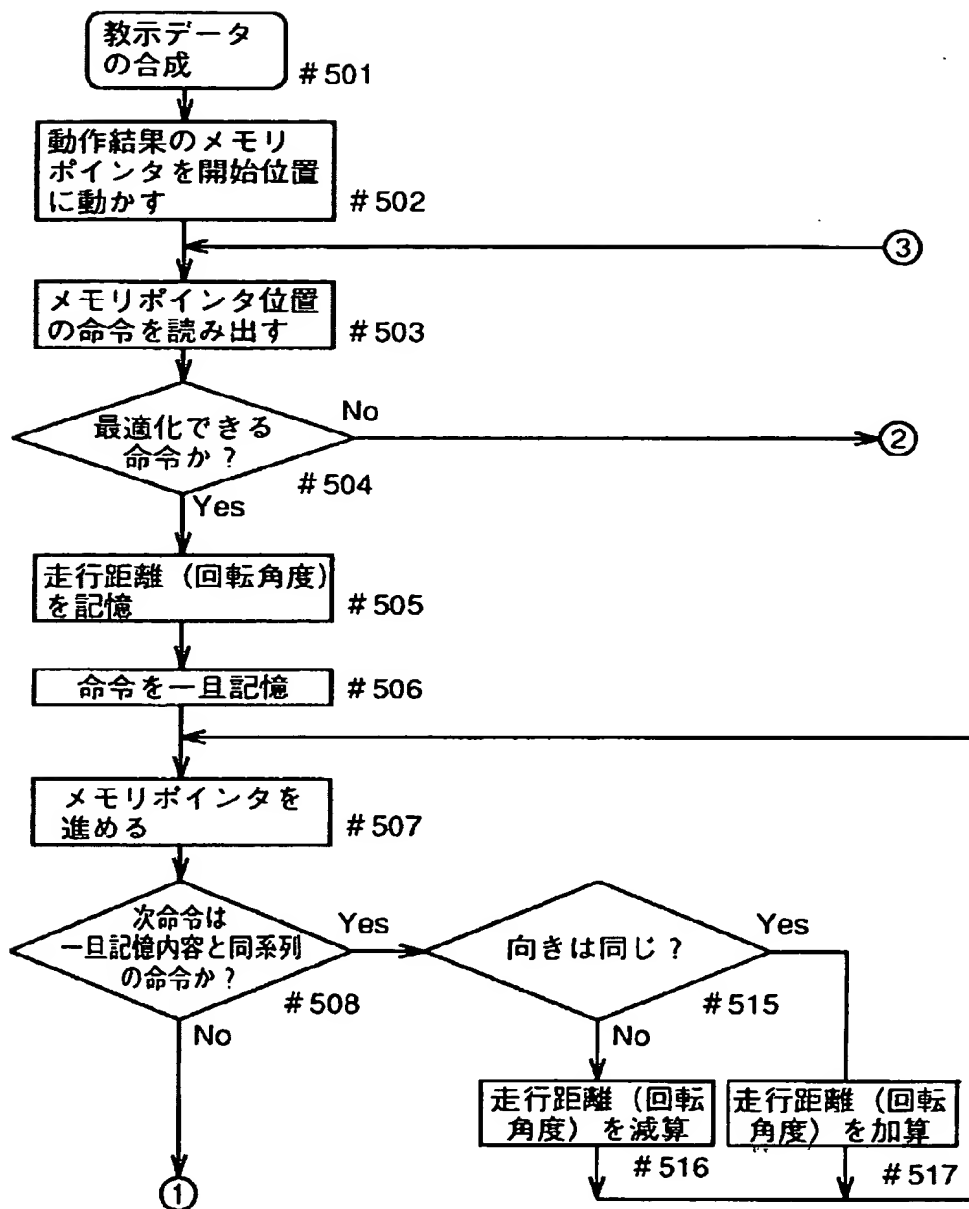 教示データ
の合成
#501
動作結果のメモリ
ポインタを開始位置
に動かす
#502
③
メモリポインタ位置
の命令を読み出す
#503
最適化できる
命令か?
No
②
#504
Yes
走行距離(回転角度)
を記憶
#505
命令を一旦記憶
#506
メモリポインタを
進める
#507
次命令は
一旦記憶内容と同系列
の命令か?
Yes
#508
No
向きは同じ?
Yes
#515
No
走行距離(回転
角度)を減算
#516
走行距離(回転
角度)を加算
#517
①